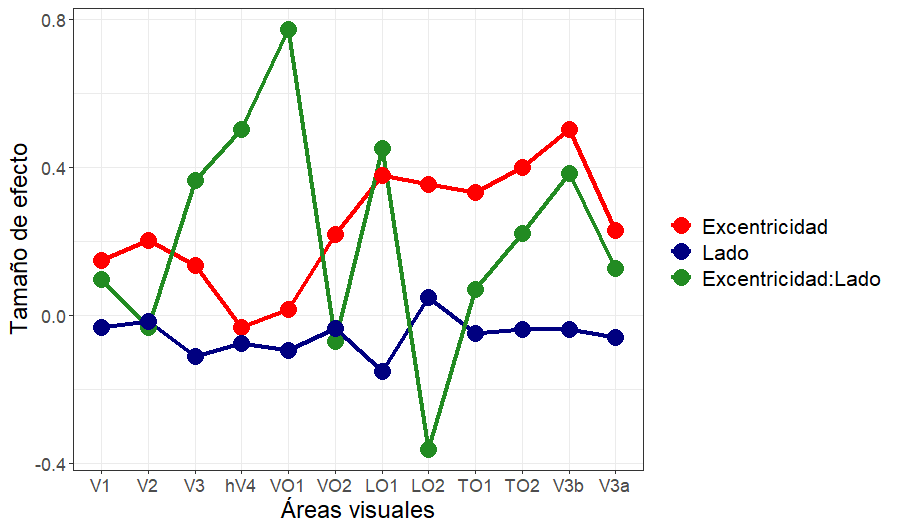 Tamaño de efecto
0.8
0.4
0.0
-0.4
V1 V2 V3 hV4 VO1 VO2 LO1 LO2 TO1 TO2 V3b V3a
Áreas visuales
Excentricidad
Lado
Excentricidad:Lado